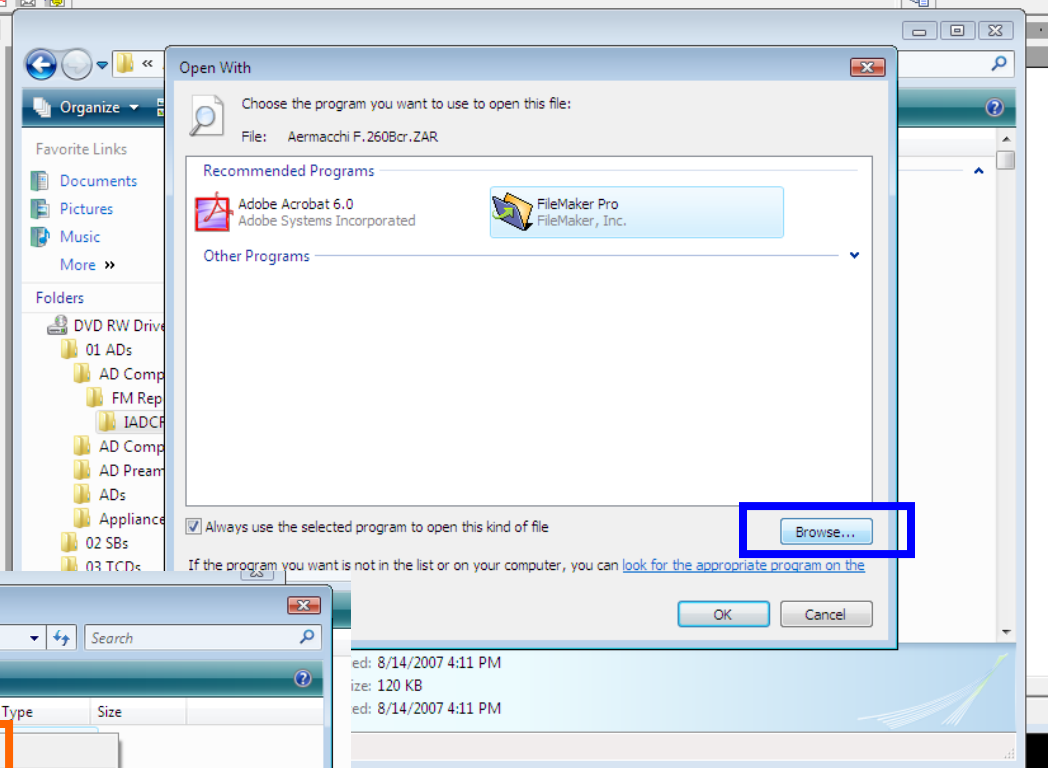 Open With
Organize
Choose the program you want to use to open this file:
File: Aermacchi F.260Bcr.ZAR
Favorite Links
Documents
Pictures
Music
More »
Folders
DVD RW Drive
01 ADs
AD Comp
FM Rep
IADCR
AD Comp
AD Pream
ADs
Appliance
02 SBs
03 TCDs
Recommended Programs
Adobe Acrobat 6.0
Adobe Systems Incorporated
FileMaker Pro
FileMaker, Inc.
Other Programs
Always use the selected program to open this kind of file
Browse...
If the program you want is not in the list or on your computer, you can look for the appropriate program on the
OK
Cancel
Search
Type
Size
ed: 8/14/2007 4:11 PM
ize: 120 KB
ed: 8/14/2007 4:11 PM